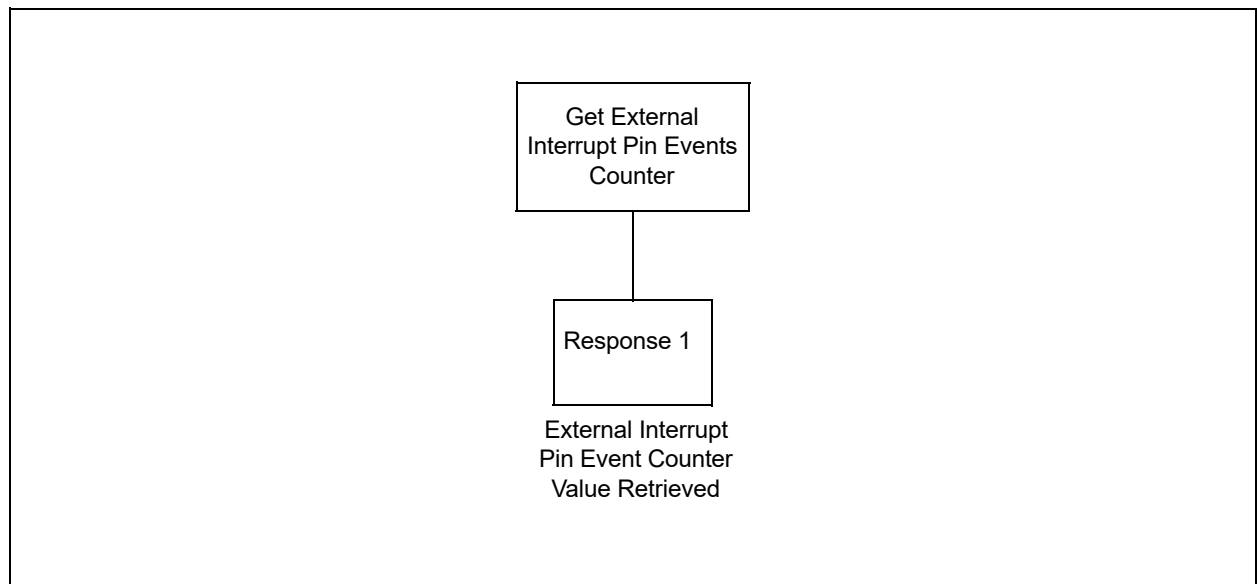 Get External
Interrupt Pin Events
Counter
Response 1
External Interrupt
Pin Event Counter
Value Retrieved